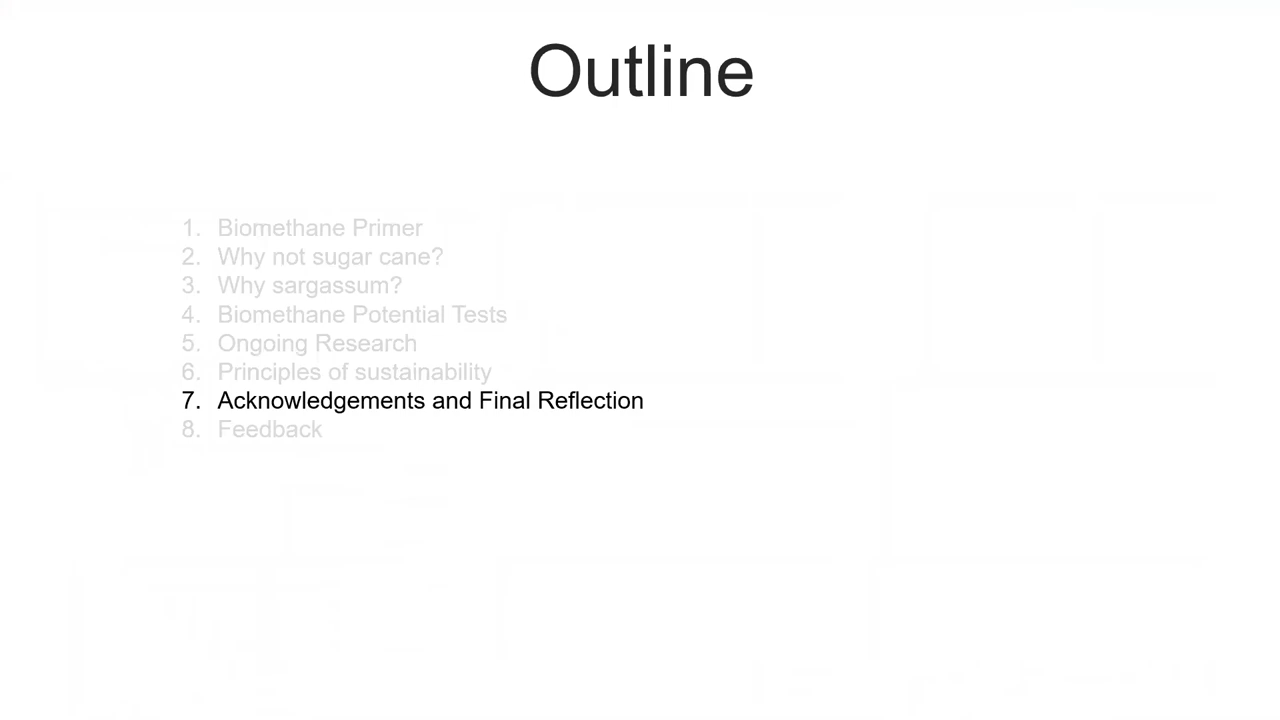 Outline
1. Biomethane Primer
2. Why not sugar cane?
3. Why sargassum?
4. Biomethane Potential Tests
5. Ongoing Research
6. Principles of sustainability
7. Acknowledgements and Final Reflection
8. Feedback